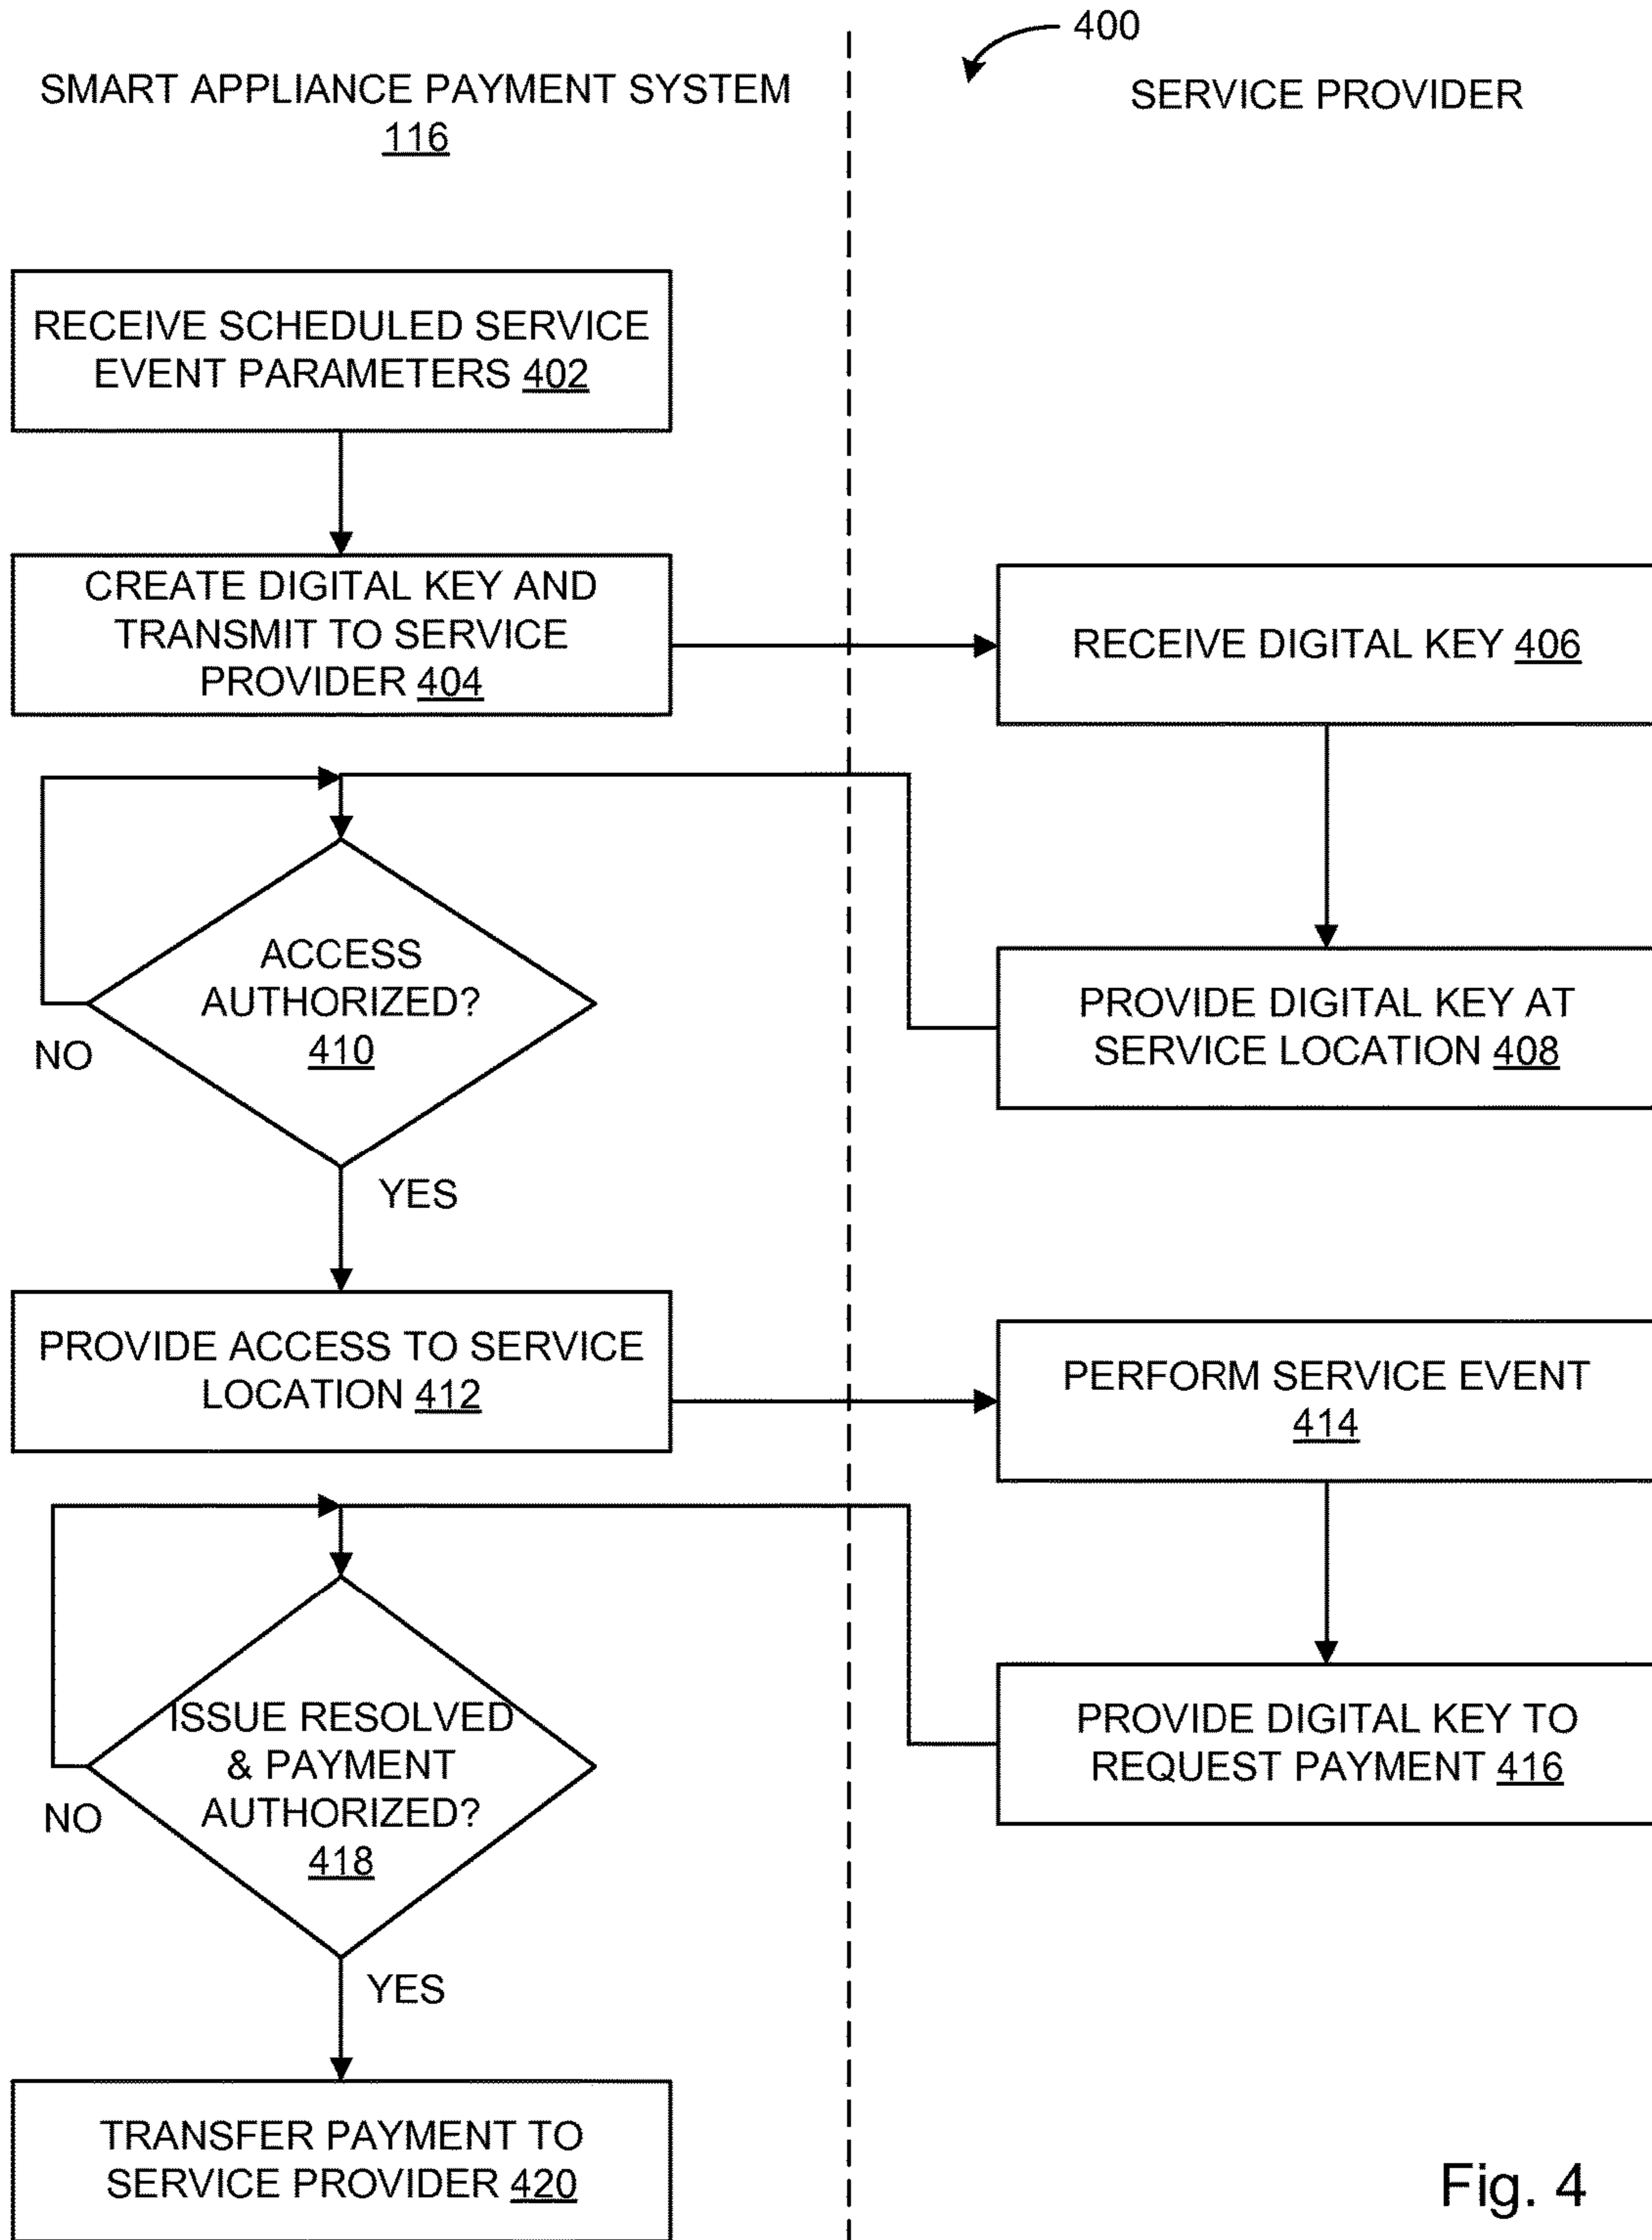 400
SMART APPLIANCE PAYMENT SYSTEM
116
SERVICE PROVIDER
RECEIVE SCHEDULED SERVICE
EVENT PARAMETERS 402
CREATE DIGITAL KEY AND
TRANSMIT TO SERVICE
PROVIDER 404
RECEIVE DIGITAL KEY 406
PROVIDE DIGITAL KEY AT
SERVICE LOCATION 408
ACCESS
AUTHORIZED?
410
NO
YES
PROVIDE ACCESS TO SERVICE
LOCATION 412
PERFORM SERVICE EVENT
414
PROVIDE DIGITAL KEY TO
REQUEST PAYMENT 416
ISSUE RESOLVED
& PAYMENT
AUTHORIZED?
418
NO
YES
TRANSFER PAYMENT TO
SERVICE PROVIDER 420
Fig. 4